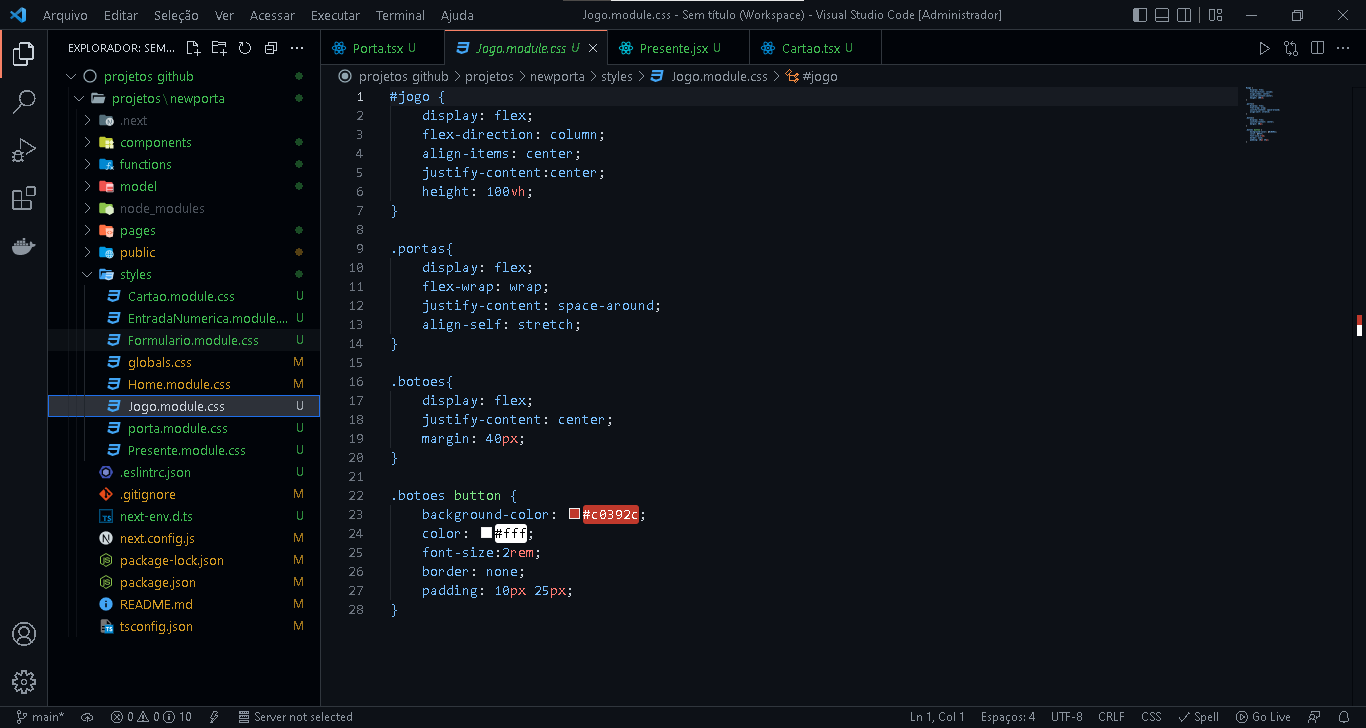 Arquivo Editar Seleção Ver Acessar Executar Terminal Ajuda Jogo.module.css - Sem título (Workspace) - Visual Studio Code [Administrador]
EXPLORADOR: SEM...
Porta.tsx U Jogo.module.css U Presente.jsx U Cartao.tsx U
projetos github > projetos > newporta > styles > Jogo.module.css > #jogo
projetos github
projetos \ newporta
.next
components
functions
model
node_modules
pages
public
styles
Cartao.module.css U
EntradaNumerica.module.... U
Formulario.module.css U
globals.css M
Home.module.css M
Jogo.module.css U
porta.module.css U
Presente.module.css U
.eslintrc.json U
.gitignore M
next-env.d.ts U
next.config.js M
package-lock.json M
package.json M
README.md M
tsconfig.json M
1 #jogo {
2 display: flex;
3 flex-direction: column;
4 align-items: center;
5 justify-content:center;
6 height: 100vh;
7 }
8
9 .portas{
10 display: flex;
11 flex-wrap: wrap;
12 justify-content: space-around;
13 align-self: stretch;
14 }
15
16 .botoes{
17 display: flex;
18 justify-content: center;
19 margin: 40px;
20 }
21
22 .botoes button {
23 background-color: #c0392c;
24 color: #fff;
25 font-size:2rem;
26 border: none;
27 padding: 10px 25px;
28 }
main* 0 0 10 Server not selected Ln 1, Col 1 Espaços: 4 UTF-8 CRLF CSS Spell Go Live